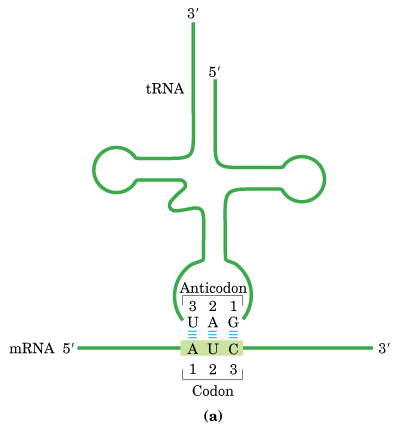 3′
5′
tRNA
Anticodon
3 2 1
U A G
mRNA 5′ A U C 3′
1 2 3
Codon
(a)